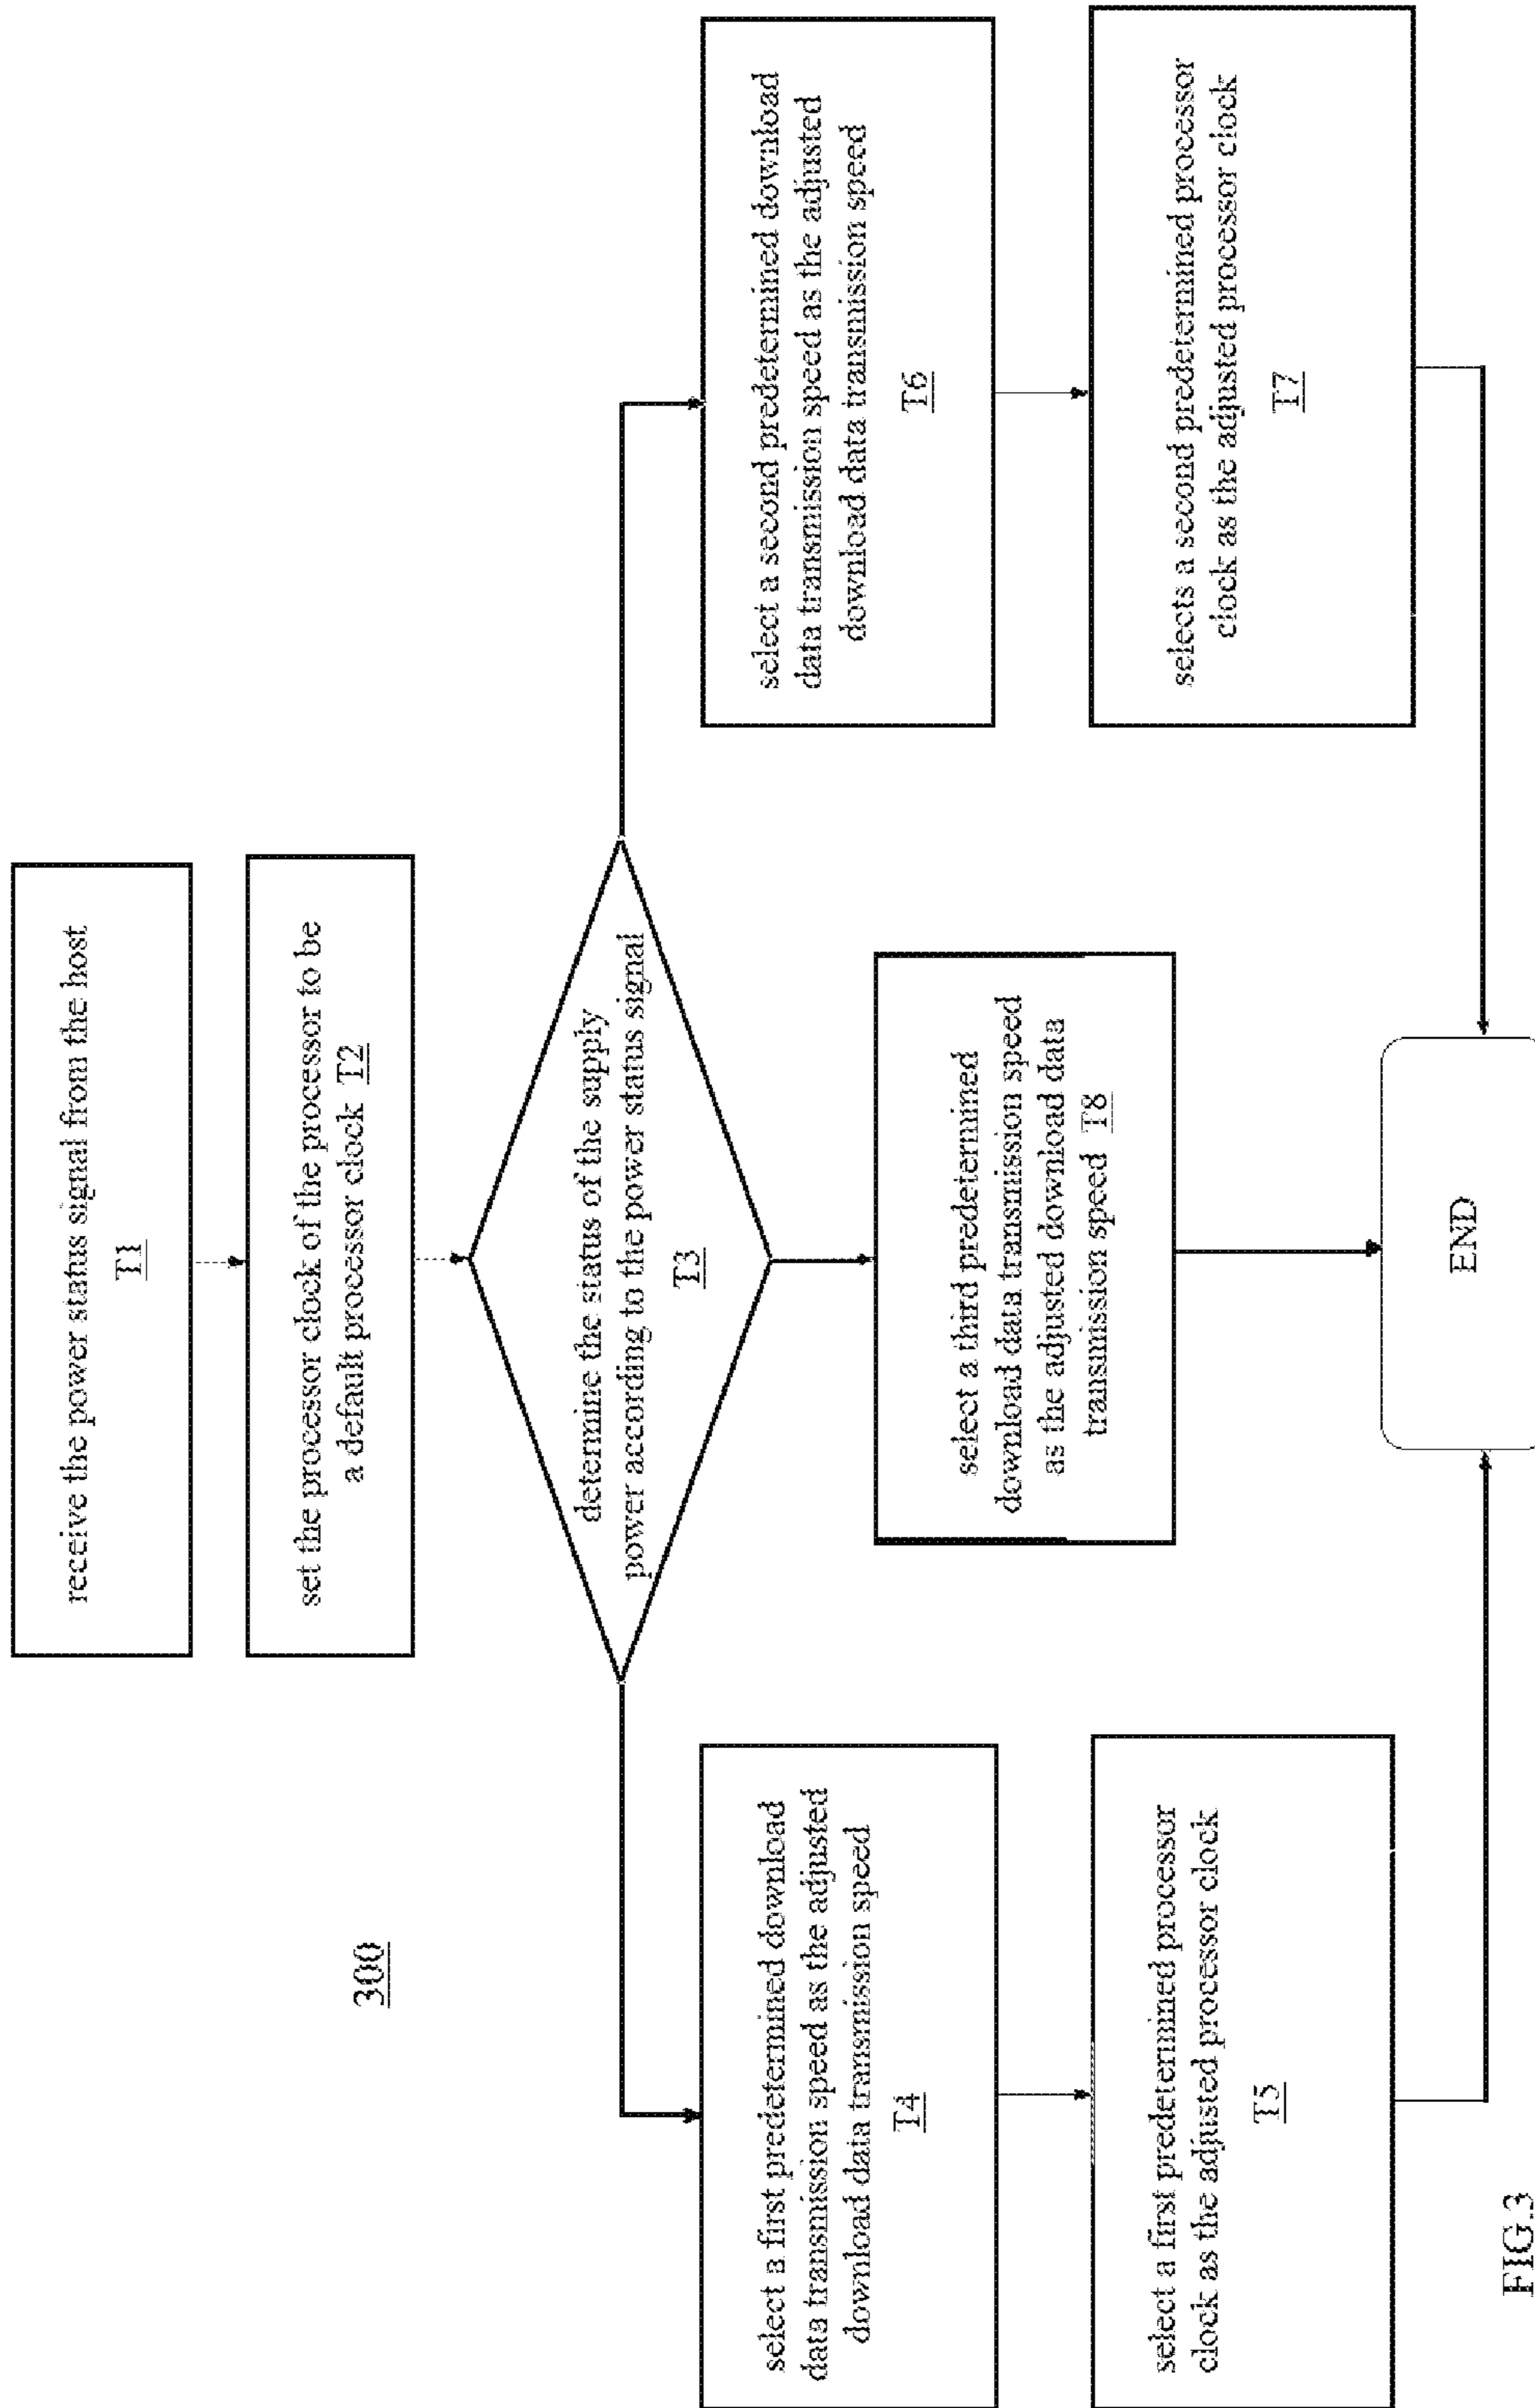 receive the power status signal from the host
T1
set the processor clock of the processor to be
a default processor clock T2
determine the status of the supply
power according to the power status signal
T3
300
select a first predetermined download
data transmission speed as the adjusted
download data transmission speed
T4
select a first predetermined processor
clock as the adjusted processor clock
T5
select a third predetermined
download data transmission speed
as the adjusted download data
transmission speed T8
select a second predetermined download
data transmission speed as the adjusted
download data transmission speed
T6
selects a second predetermined processor
clock as the adjusted processor clock
T7
END
FIG.3